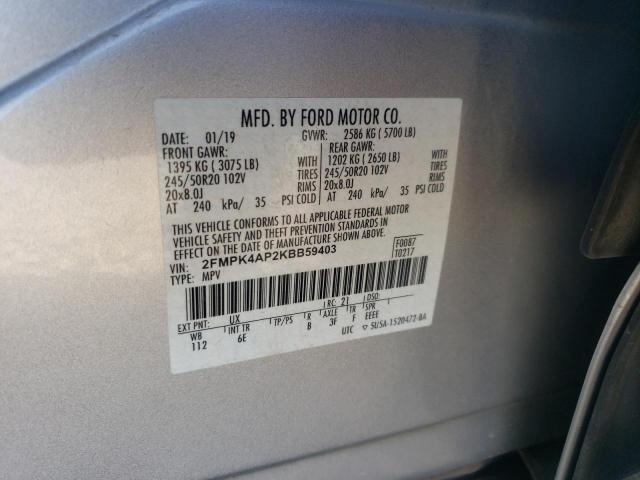 MFD. BY FORD MOTOR CO.
DATE: 01/19 GVWR: 2586 KG ( 5700 LB)
FRONT GAWR: REAR GAWR:
1395 KG ( 3075 LB) WITH 1202 KG ( 2650 LB) WITH
245/50R20 102V TIRES 245/50R20 102V TIRES
20x8.0J RIMS 20x8.0J RIMS
AT 240 kPa/ 35 PSI COLD AT 240 kPa/ 35 PSI COLD
THIS VEHICLE CONFORMS TO ALL APPLICABLE FEDERAL MOTOR
VEHICLE SAFETY AND THEFT PREVENTION STANDARDS IN
EFFECT ON THE DATE OF MANUFACTURE SHOWN ABOVE.
VIN: 2FMPK4AP2KBB59403 F0087
TYPE: MPV T0217
EXT PNT: UX RC: 21 DSO:
WB INT TR TP/PS R AXLE TR SPR
112 6E B 3F F EEEE
UTC ▽ 5U5A-1520472-BA